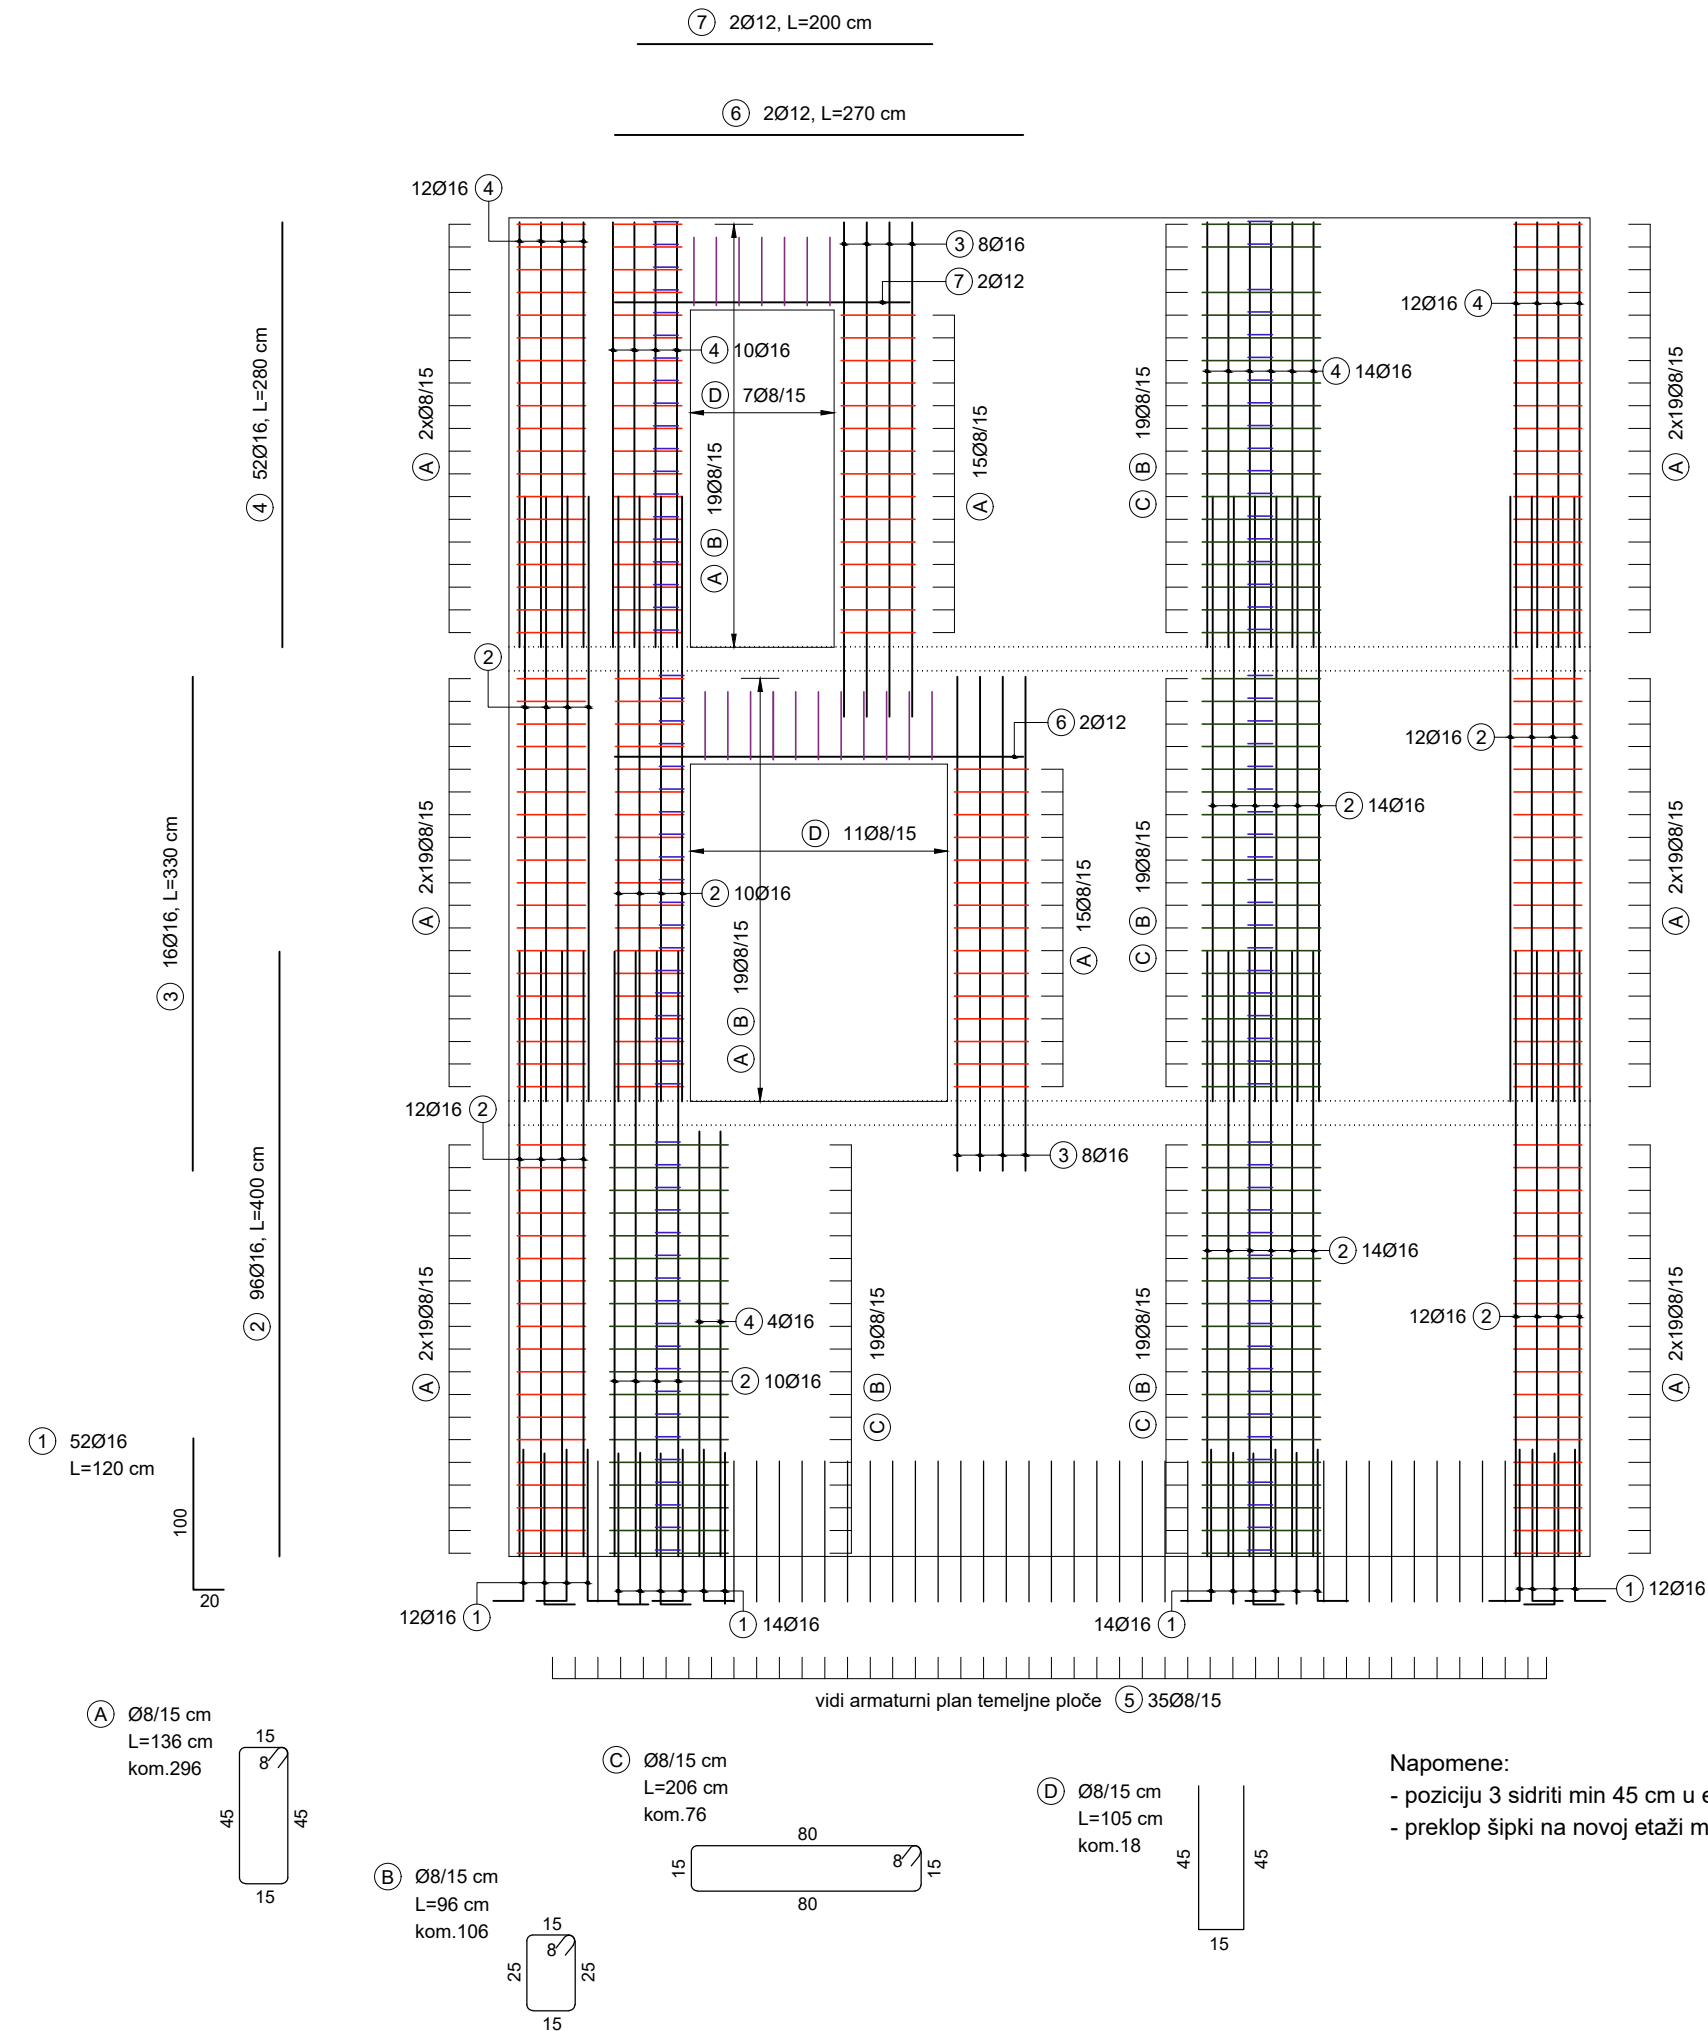 7 2Ø12, L=200 cm
6 2Ø12, L=270 cm
12Ø16 4
3 8Ø16
7 2Ø12
12Ø16 4
4 10Ø16
4 14Ø16
D 7Ø8/15
4 52Ø16, L=280 cm
A 2xØ8/15
A B 19Ø8/15
A 15Ø8/15
C B 19Ø8/15
A 2x19Ø8/15
2
6 2Ø12
12Ø16 2
2 14Ø16
D 11Ø8/15
2 10Ø16
3 16Ø16, L=330 cm
A 2x19Ø8/15
A B 19Ø8/15
A 15Ø8/15
C B 19Ø8/15
A 2x19Ø8/15
12Ø16 2
3 8Ø16
2 96Ø16, L=400 cm
2 14Ø16
12Ø16 2
4 4Ø16
2 10Ø16
A 2x19Ø8/15
C B 19Ø8/15
C B 19Ø8/15
A 2x19Ø8/15
1 52Ø16
L=120 cm
100
20
12Ø16 1
1 14Ø16
14Ø16 1
1 12Ø16
vidi armaturni plan temeljne ploče 5 35Ø8/15
A Ø8/15 cm
L=136 cm
kom.296
15
8
45
45
15
B Ø8/15 cm
L=96 cm
kom.106
15
8
25
25
15
C Ø8/15 cm
L=206 cm
kom.76
80
8
15
15
80
D Ø8/15 cm
L=105 cm
kom.18
45
45
15
Napomene:
- poziciju 3 sidriti min 45 cm u e
- preklop šipki na novoj etaži m